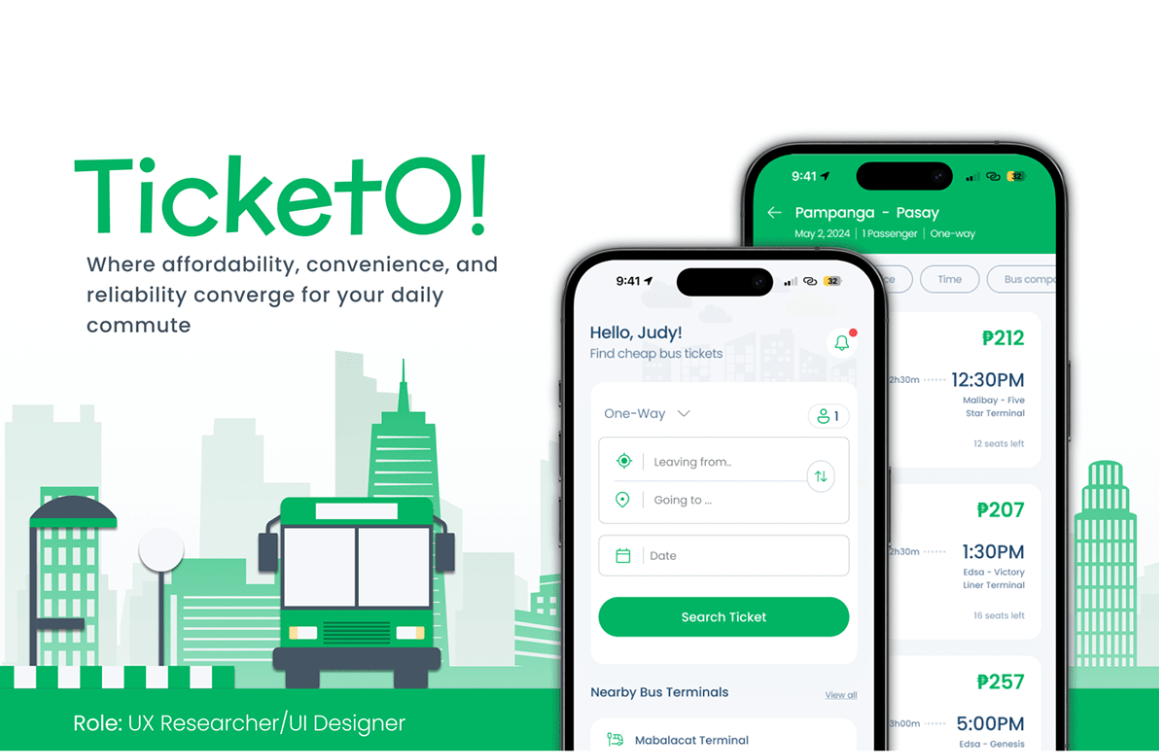 TicketO!
Where affordability, convenience, and
reliability converge for your daily
commute
Role: UX Researcher/UI Designer
9:41
32
Hello, Judy!
Find cheap bus tickets
One-Way
1
Leaving from..
Going to ...
Date
Search Ticket
Nearby Bus Terminals
View all
Mabalacat Terminal
9:41
32
Pampanga - Pasay
May 2, 2024 | 1 Passenger | One-way
Time
Bus
₱212
2h30m
12:30PM
Malibay - Five
Star Terminal
12 seats left
₱207
2h30m
1:30PM
Edsa - Victory
Liner Terminal
16 seats left
₱257
3h00m
5:00PM
Edsa - Genesis